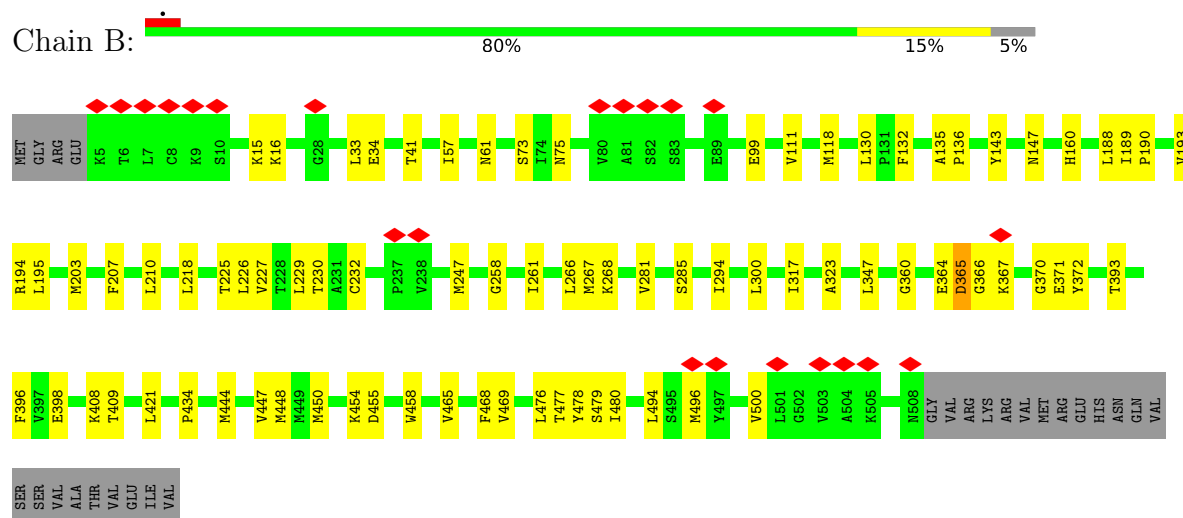 Chain B:
80% 15% 5%
MET GLY ARG GLU K5 T6 L7 C8 K9 S10 K15 K16 G28 L33 E34 T41 I57 N61 S73 I74 N75 V80 A81 S82 S83 E89 E99 V111 M118 L130 P131 F132 A135 P136 Y143 N147 H160 L188 I189 P190 V193
R194 L195 M203 F207 L210 L218 T225 L226 V227 T228 L229 T230 A231 C232 P237 V238 M247 G258 I261 L266 M267 K268 V281 S285 I294 L300 I317 A323 L347 G360 E364 D365 G366 K367 G370 E371 Y372 T393
F396 V397 E398 K408 T409 L421 P434 M444 V447 M448 M449 M450 K454 D455 W458 V465 F468 V469 L476 T477 Y478 S479 I480 L494 S495 M496 Y497 V500 L501 G502 V503 A504 K505 N508 GLY VAL ARG LYS ARG VAL MET ARG GLU HIS ASN GLN VAL
SER SER VAL ALA THR VAL GLU ILE VAL